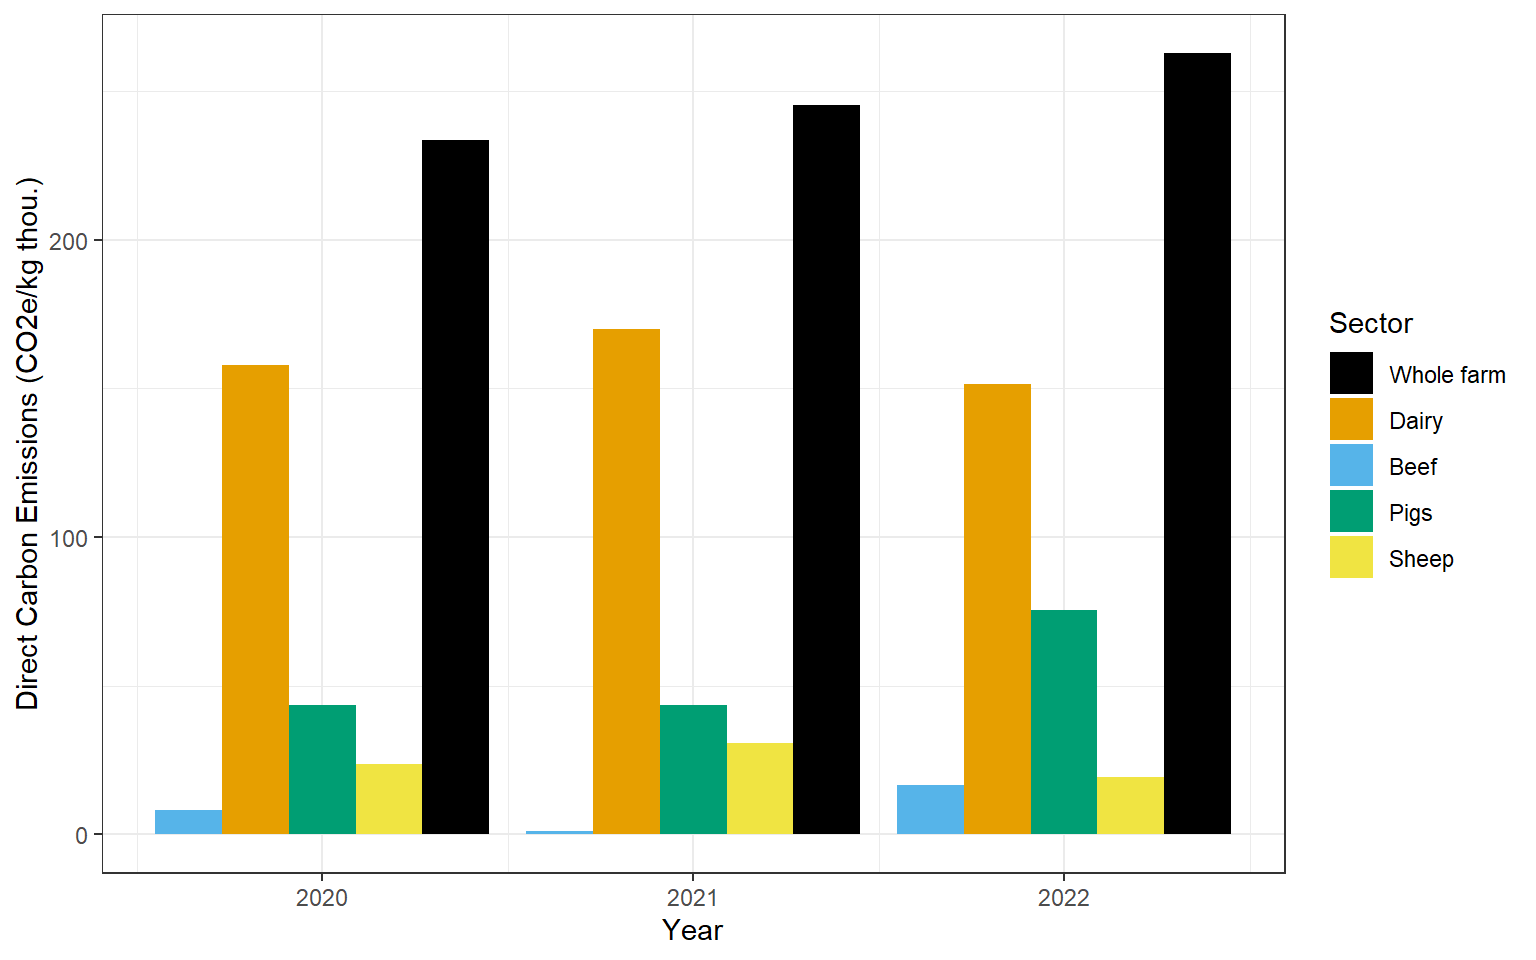 Direct Carbon Emissions (CO2e/kg thou.)
200
100
0
2020
2021
2022
Year
Sector
Whole farm
Dairy
Beef
Pigs
Sheep